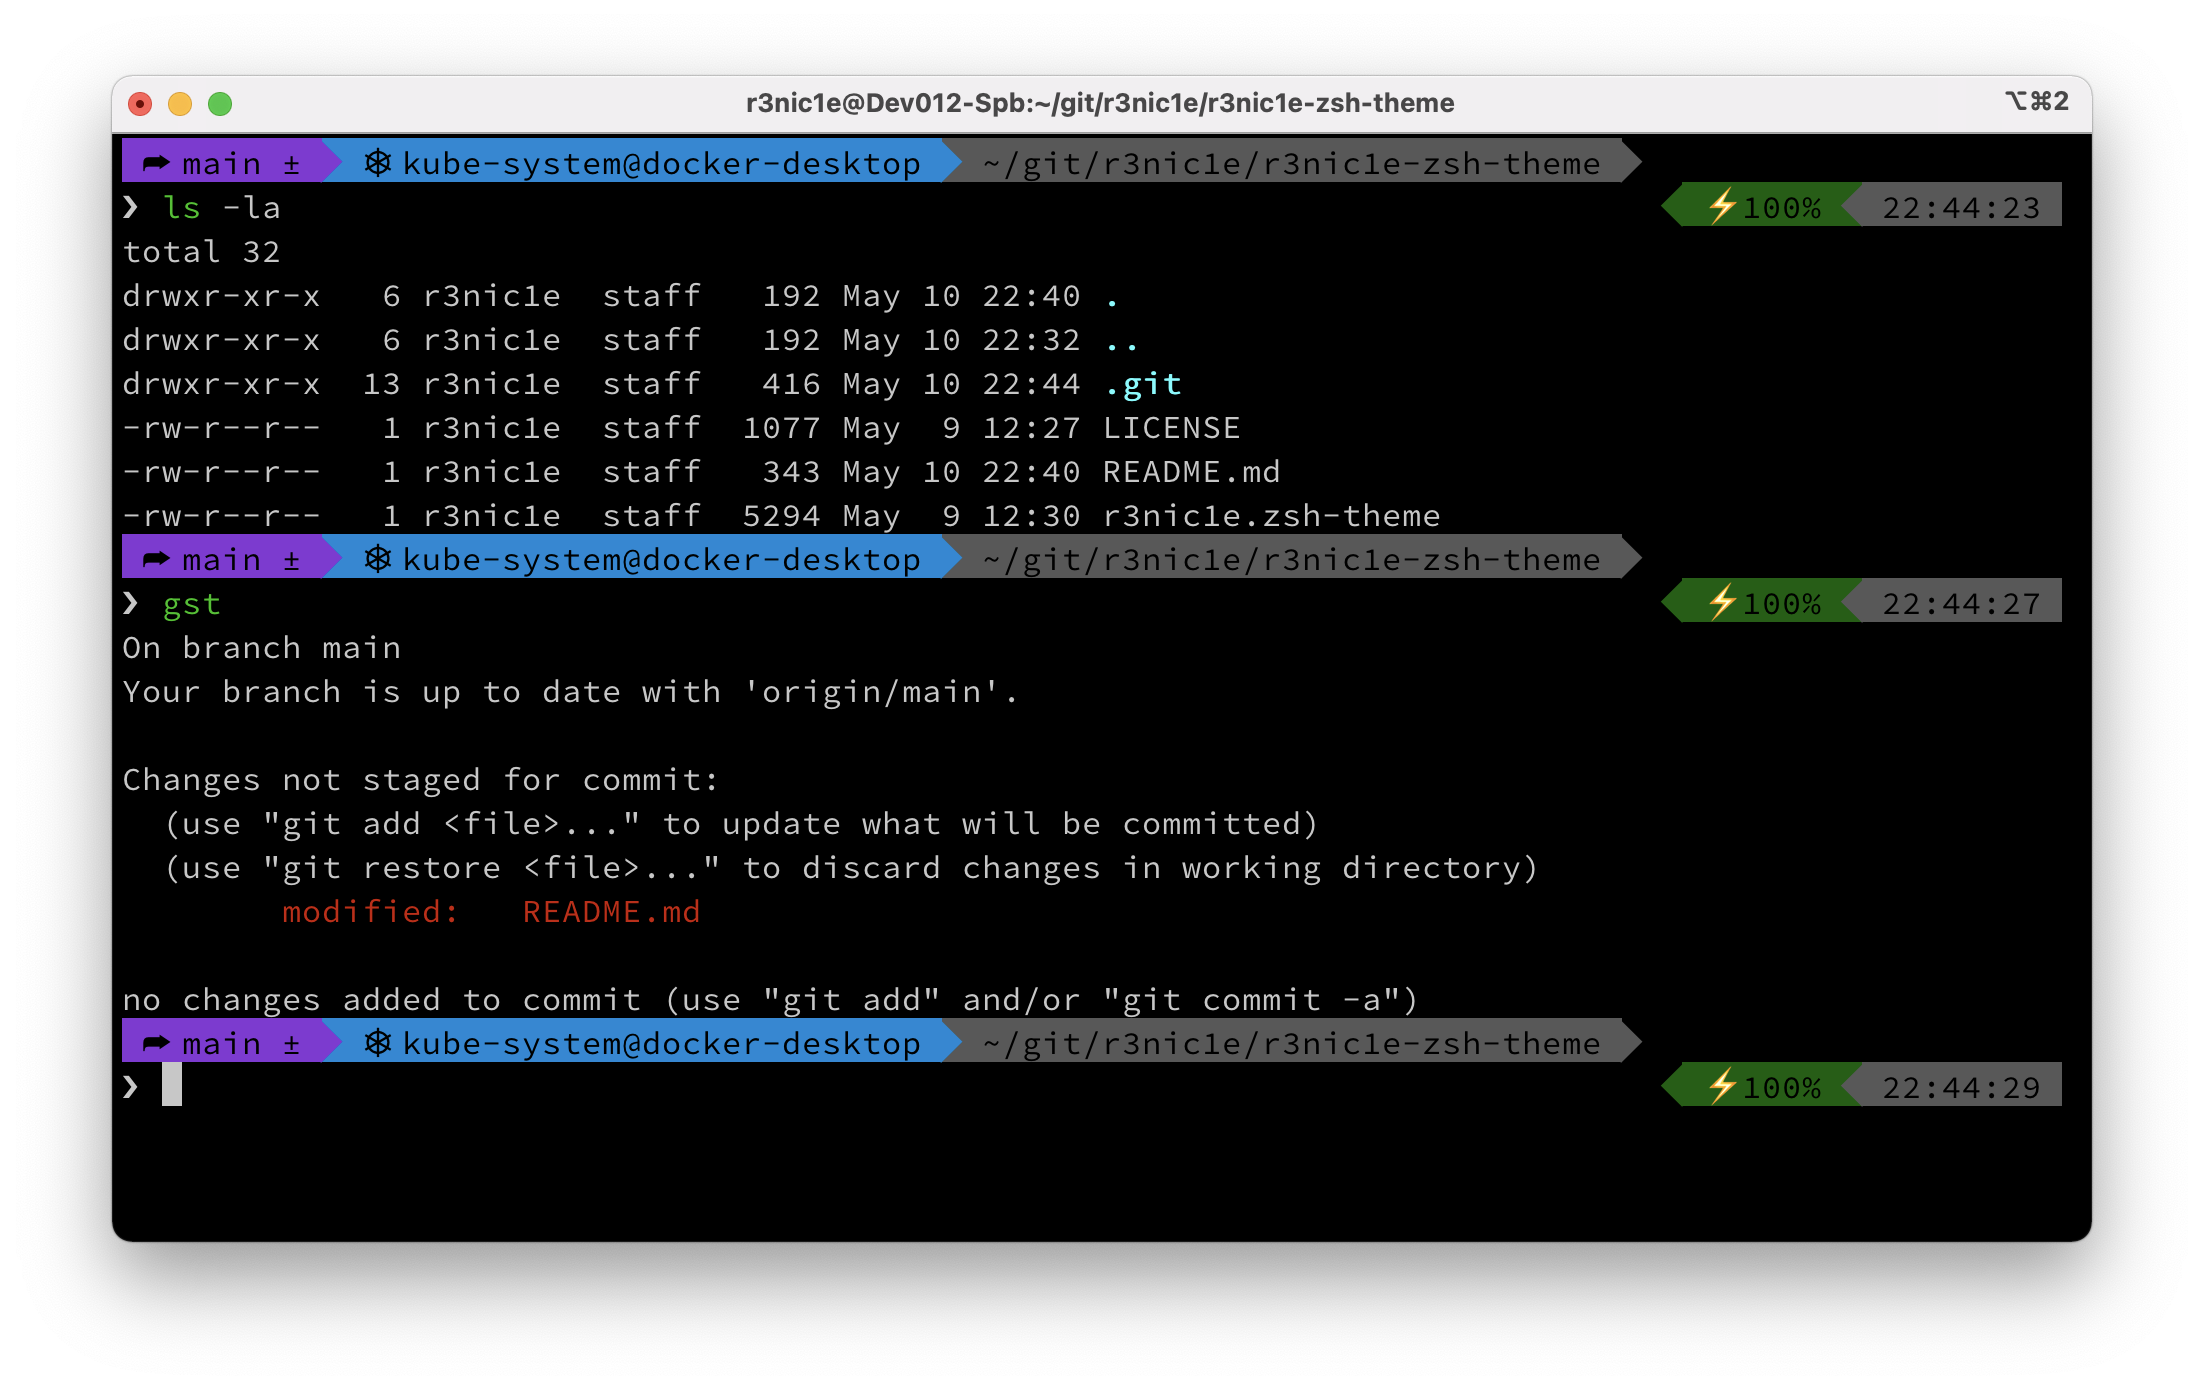 r3nic1e@Dev012-Spb:~/git/r3nic1e/r3nic1e-zsh-theme ⌥⌘2
➦ main ± ⎈ kube-system@docker-desktop ~/git/r3nic1e/r3nic1e-zsh-theme
❯ ls -la ⚡100% 22:44:23
total 32
drwxr-xr-x   6 r3nic1e  staff   192 May 10 22:40 .
drwxr-xr-x   6 r3nic1e  staff   192 May 10 22:32 ..
drwxr-xr-x  13 r3nic1e  staff   416 May 10 22:44 .git
-rw-r--r--   1 r3nic1e  staff  1077 May  9 12:27 LICENSE
-rw-r--r--   1 r3nic1e  staff   343 May 10 22:40 README.md
-rw-r--r--   1 r3nic1e  staff  5294 May  9 12:30 r3nic1e.zsh-theme
➦ main ± ⎈ kube-system@docker-desktop ~/git/r3nic1e/r3nic1e-zsh-theme
❯ gst ⚡100% 22:44:27
On branch main
Your branch is up to date with 'origin/main'.
Changes not staged for commit:
  (use "git add <file>..." to update what will be committed)
  (use "git restore <file>..." to discard changes in working directory)
        modified:   README.md
no changes added to commit (use "git add" and/or "git commit -a")
➦ main ± ⎈ kube-system@docker-desktop ~/git/r3nic1e/r3nic1e-zsh-theme
❯ ⚡100% 22:44:29